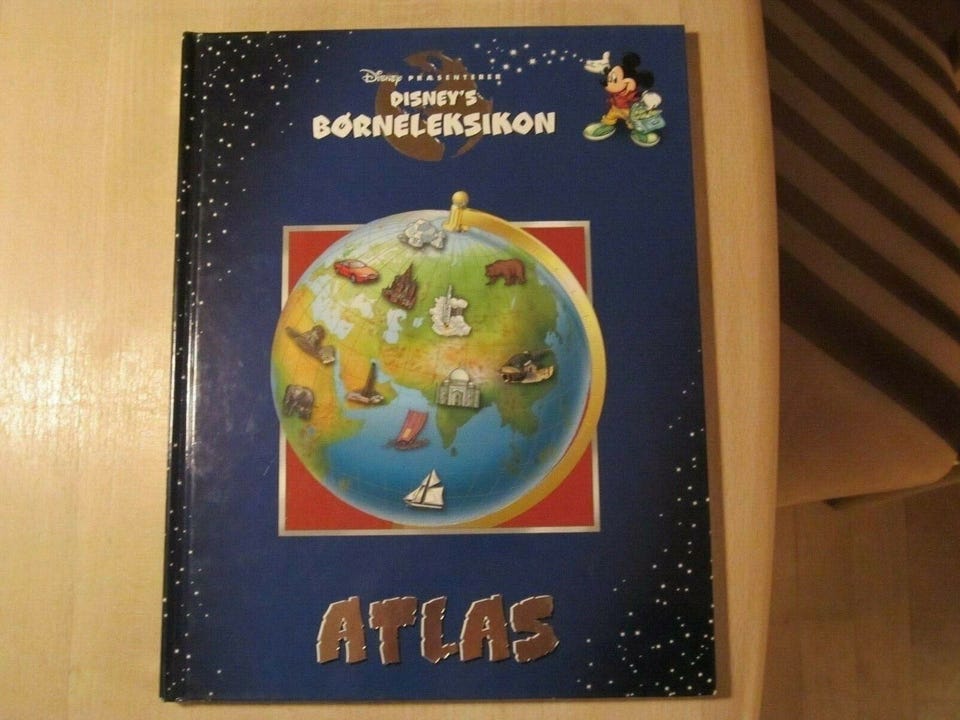 Disney PRÆSENTERER
DISNEY'S
BØRNELEKSIKON
ATLAS